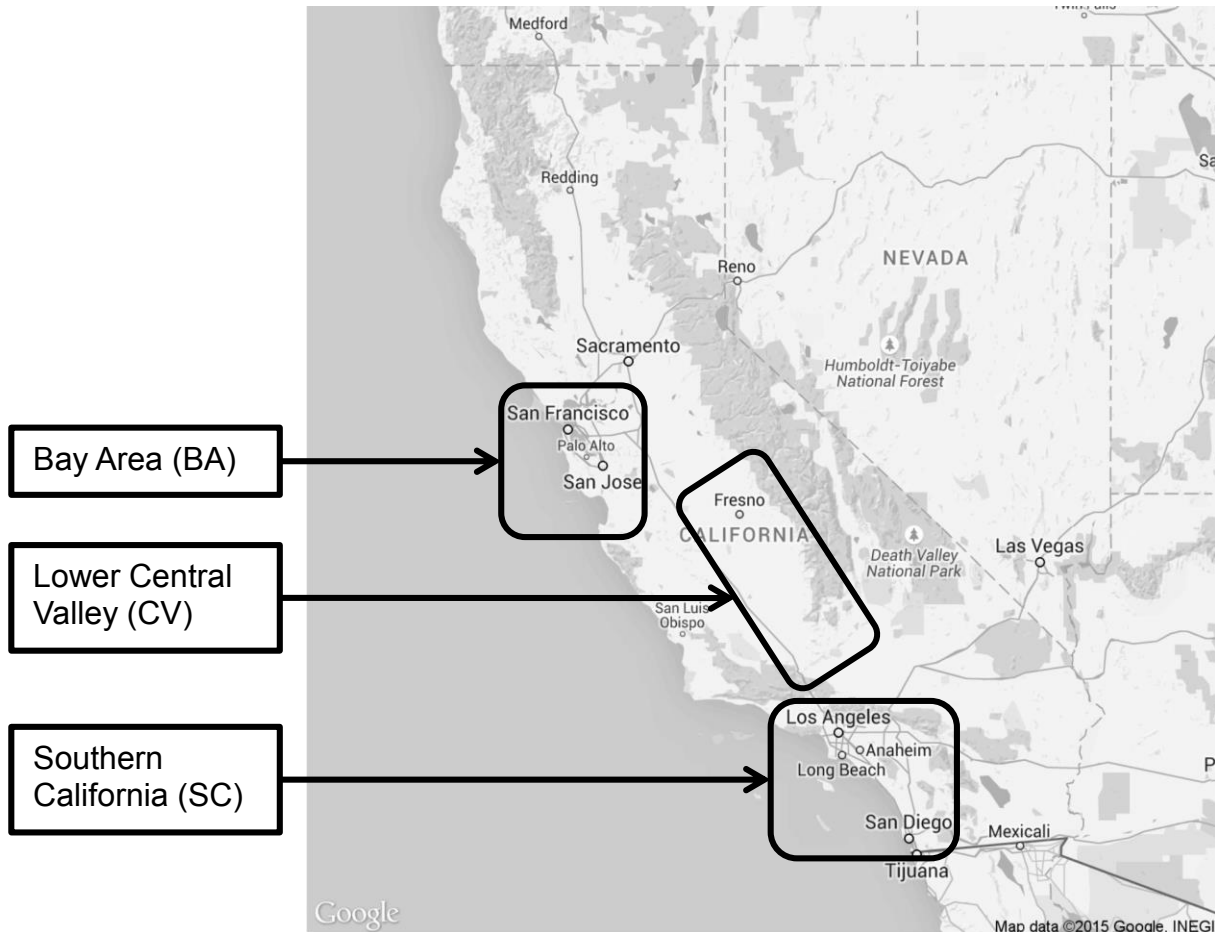 Medford
Redding
Reno
NEVADA
Sacramento
Humboldt-Toiyabe
National Forest
San Francisco
Palo Alto
San Jose
Bay Area (BA)
Fresno
CALIFORNIA
Death Valley
National Park
Las Vegas
Lower Central
Valley (CV)
San Luis
Obispo
Los Angeles
Anaheim
Long Beach
Southern
California (SC)
San Diego
Mexicali
Tijuana
Google
Map data ©2015 Google, INEGI